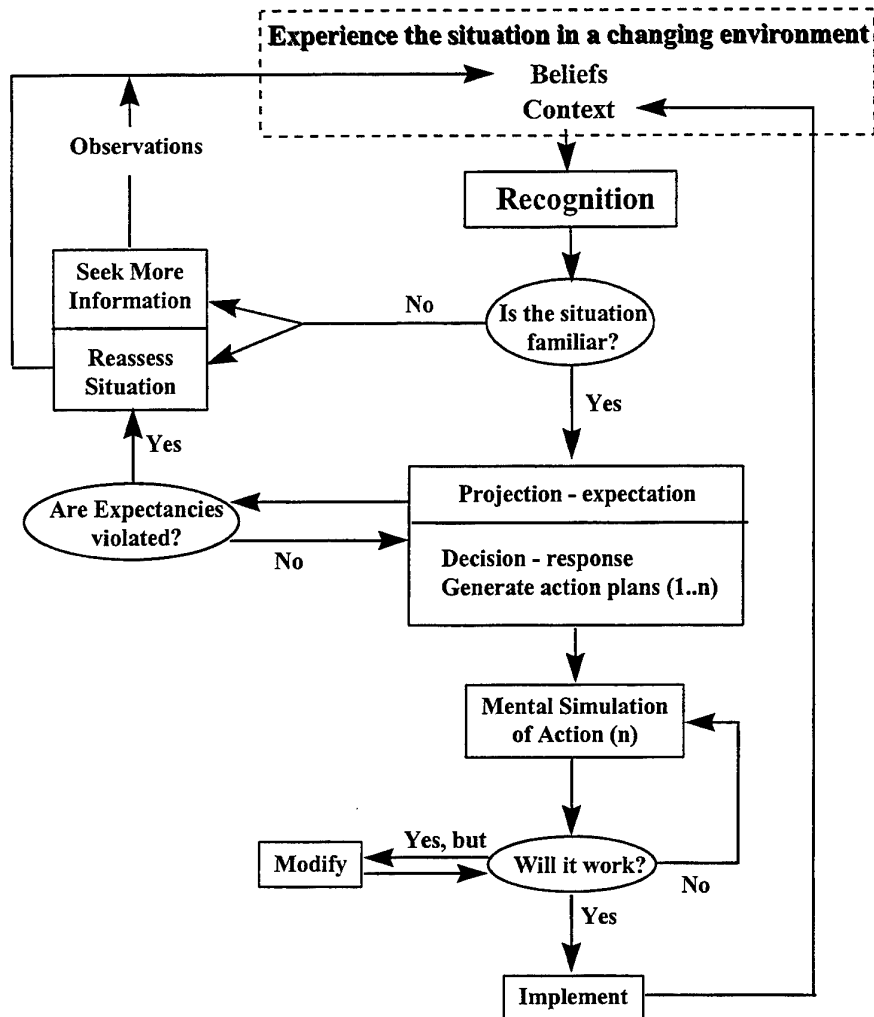 Experience the situation in a changing environment
Beliefs
Context
Observations
Recognition
Seek More
Information
No
Is the situation
familiar?
Reassess
Situation
Yes
Yes
Projection - expectation
Are Expectancies
violated?
No
Decision - response
Generate action plans (1..n)
Mental Simulation
of Action (n)
Yes, but
Modify
Will it work?
No
Yes
Implement